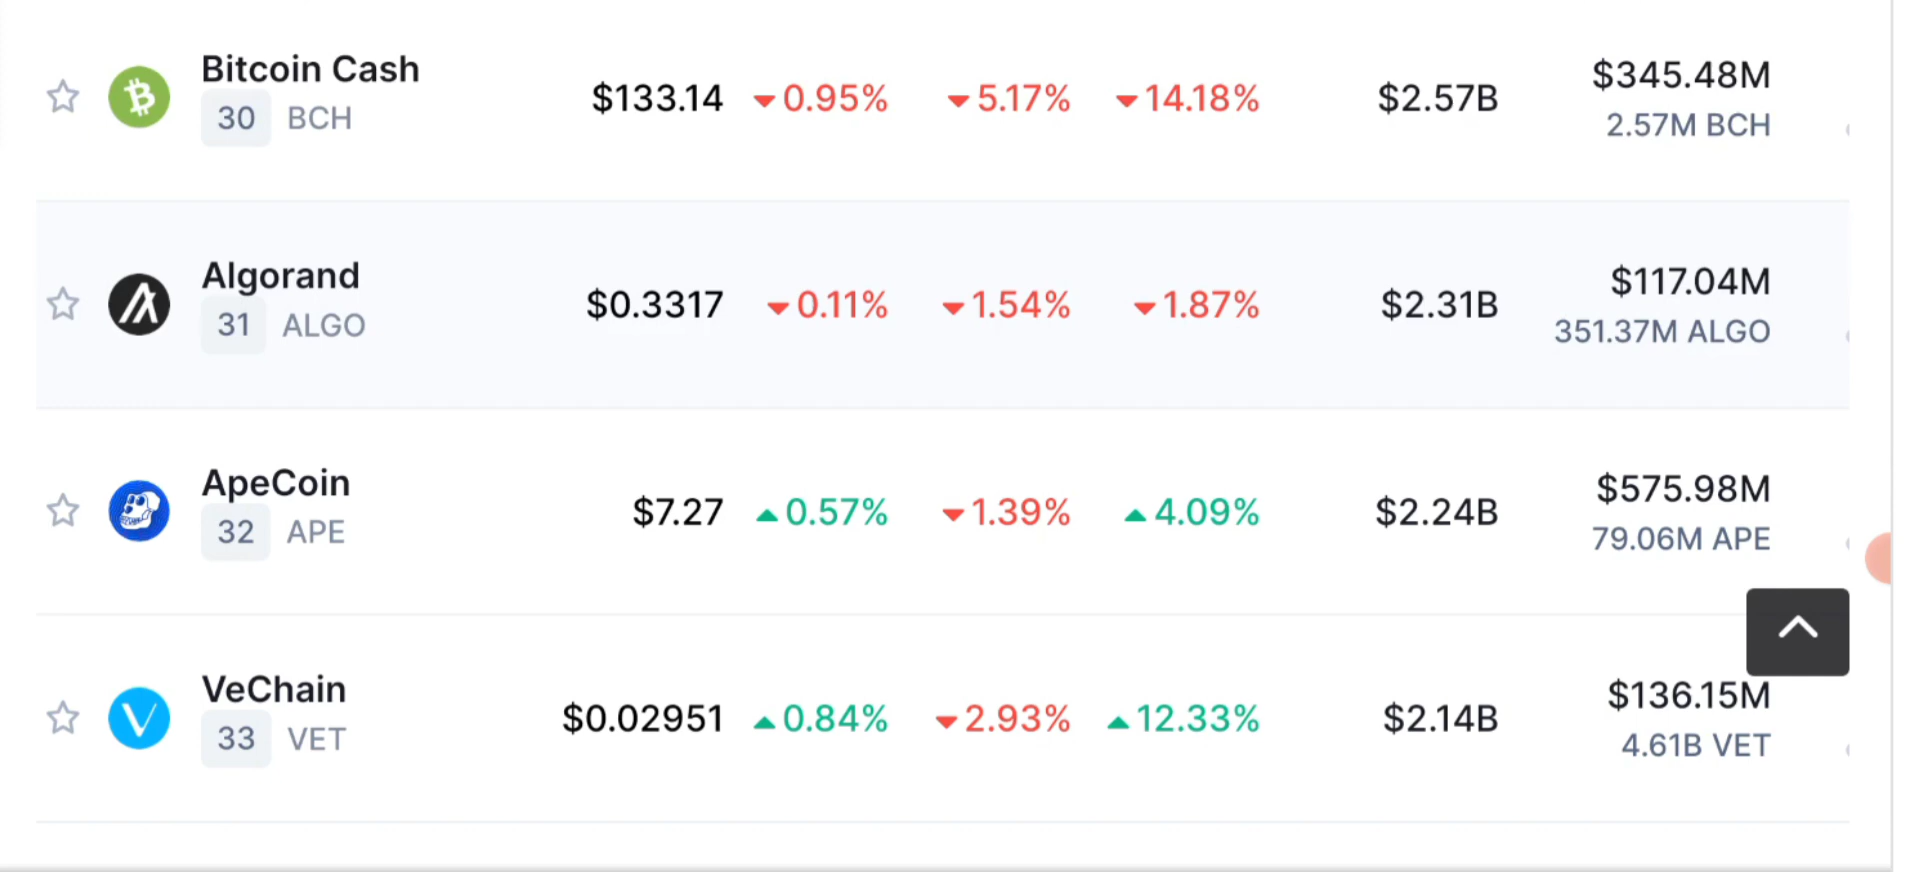 Bitcoin Cash
30 BCH
$133.14 0.95% 5.17% 14.18% $2.57B $345.48M
2.57M BCH
Algorand
31 ALGO
$0.3317 0.11% 1.54% 1.87% $2.31B $117.04M
351.37M ALGO
ApeCoin
32 APE
$7.27 0.57% 1.39% 4.09% $2.24B $575.98M
79.06M APE
VeChain
33 VET
$0.02951 0.84% 2.93% 12.33% $2.14B $136.15M
4.61B VET